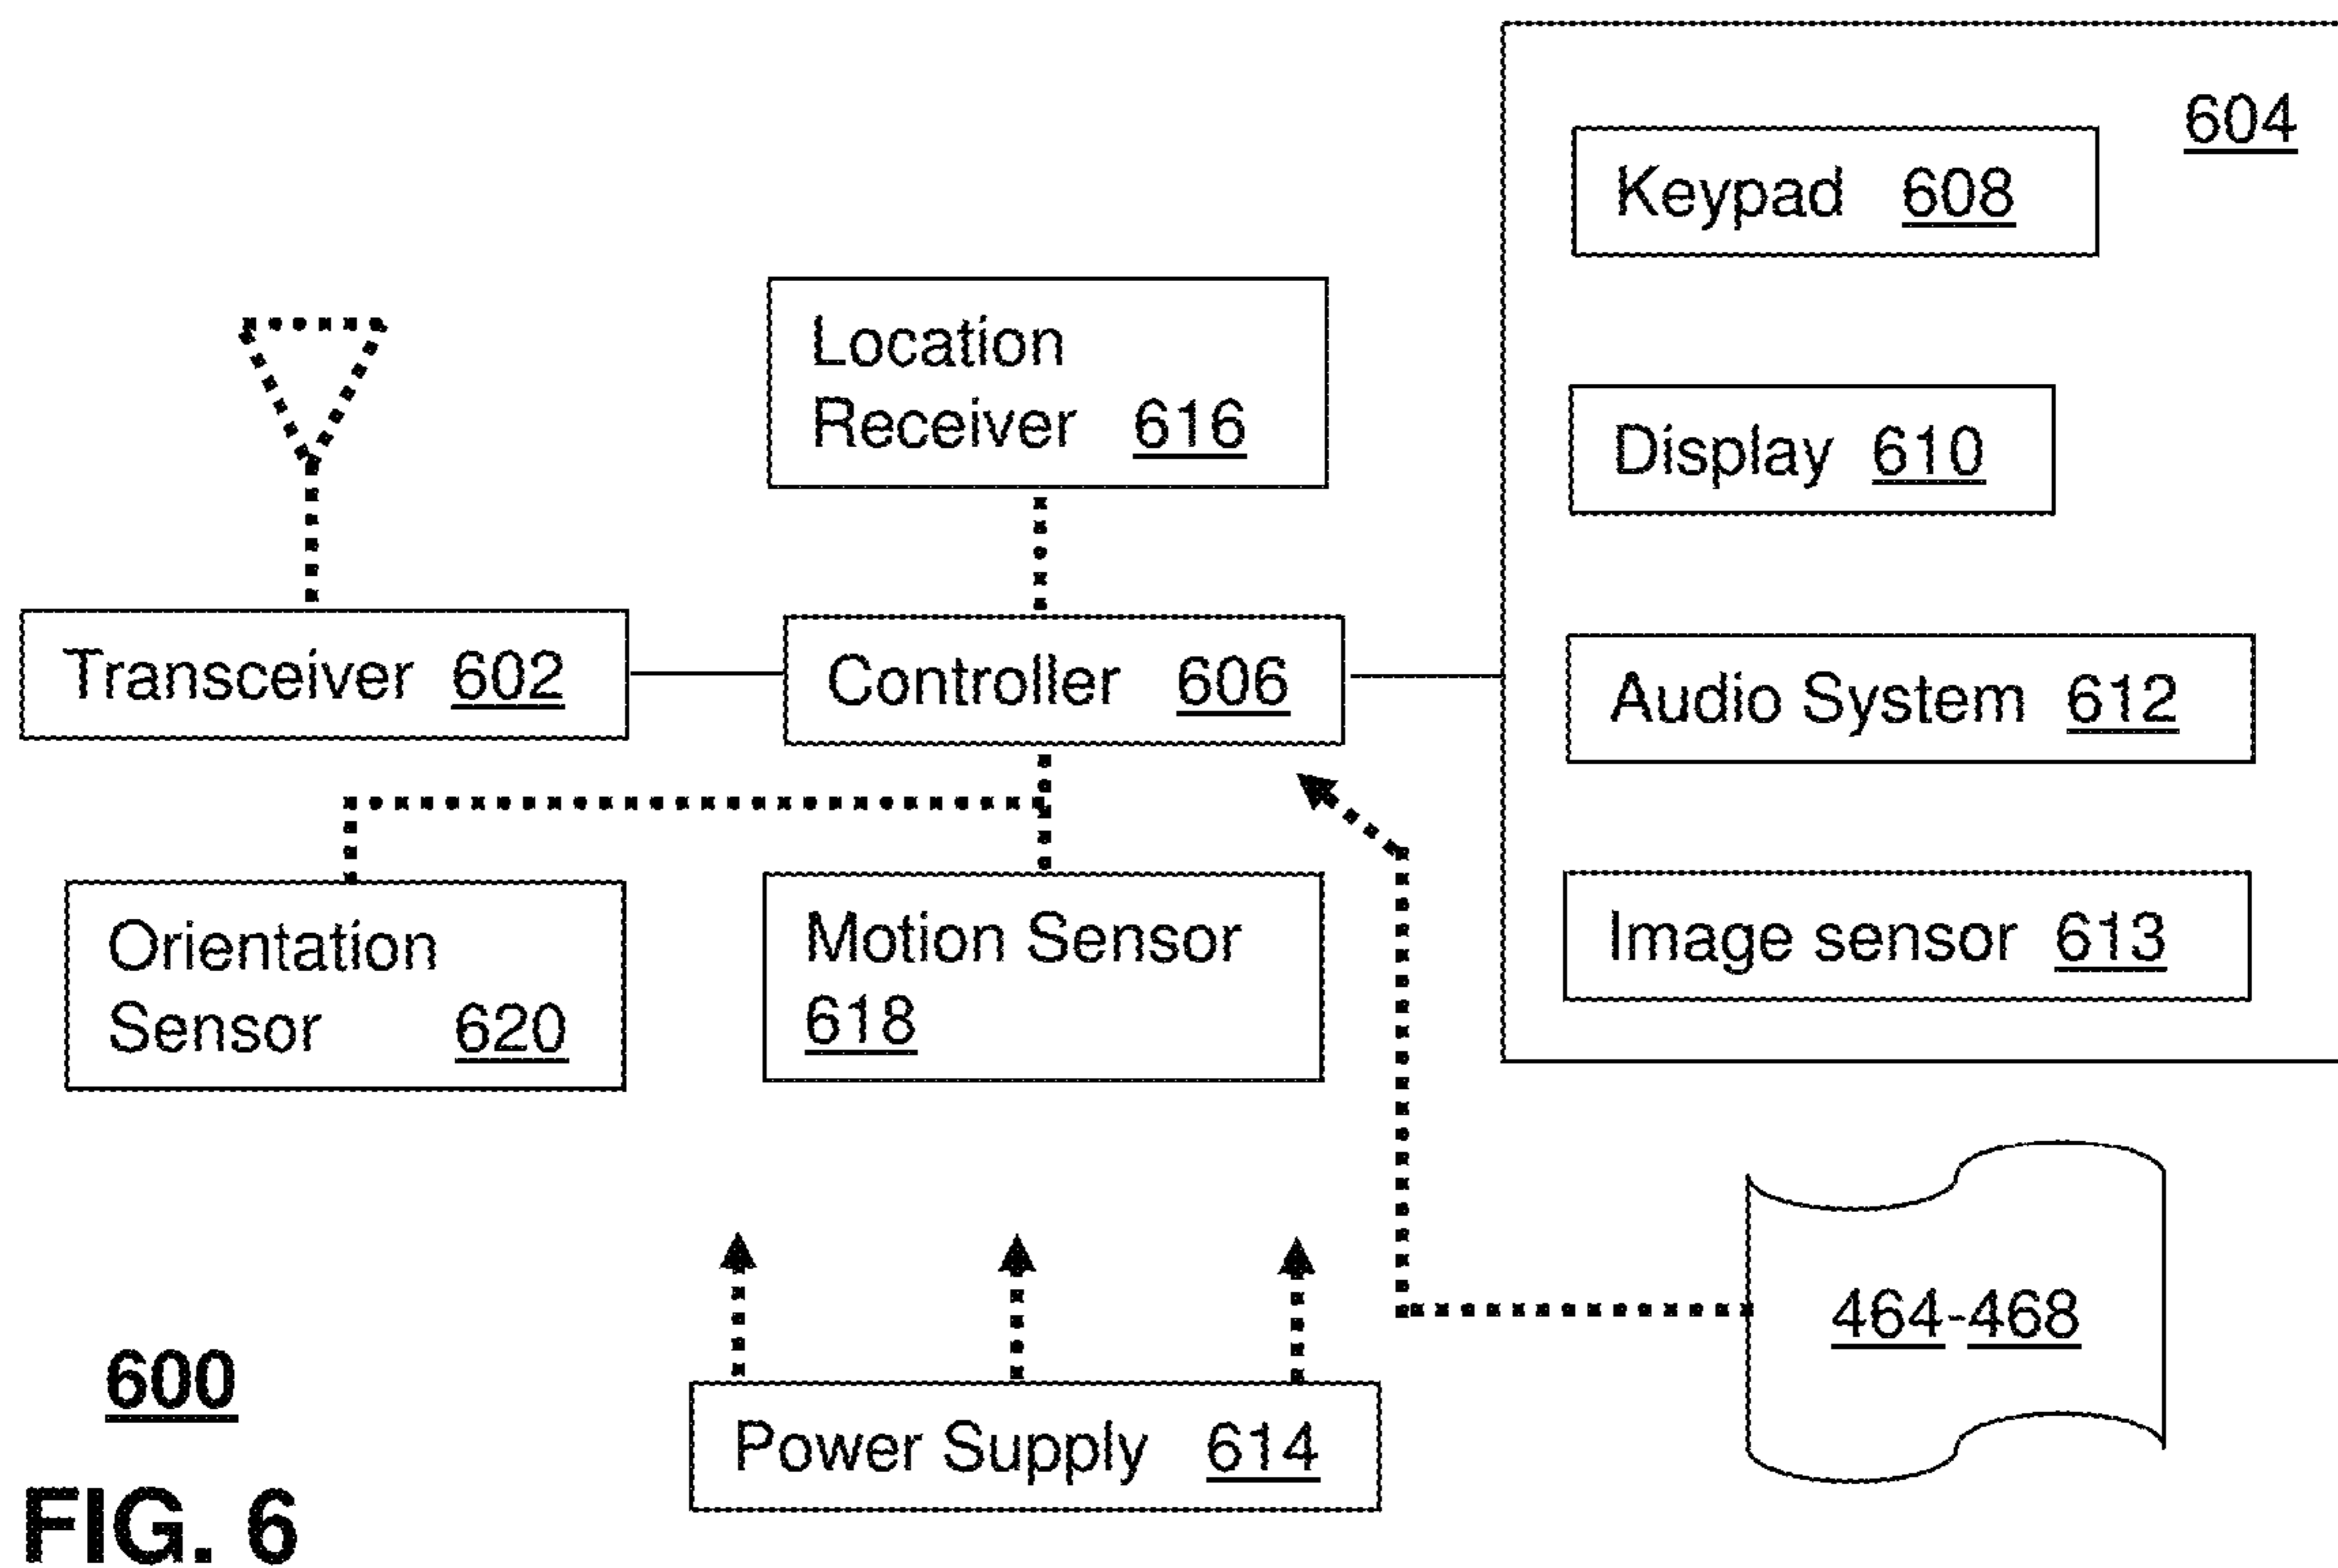 604
Keypad 608
Location
Receiver 616
Display 610
Transceiver 602
Controller 606
Audio System 612
Orientation
Sensor 620
Motion Sensor
618
Image sensor 613
464-468
600
Power Supply 614
FIG. 6